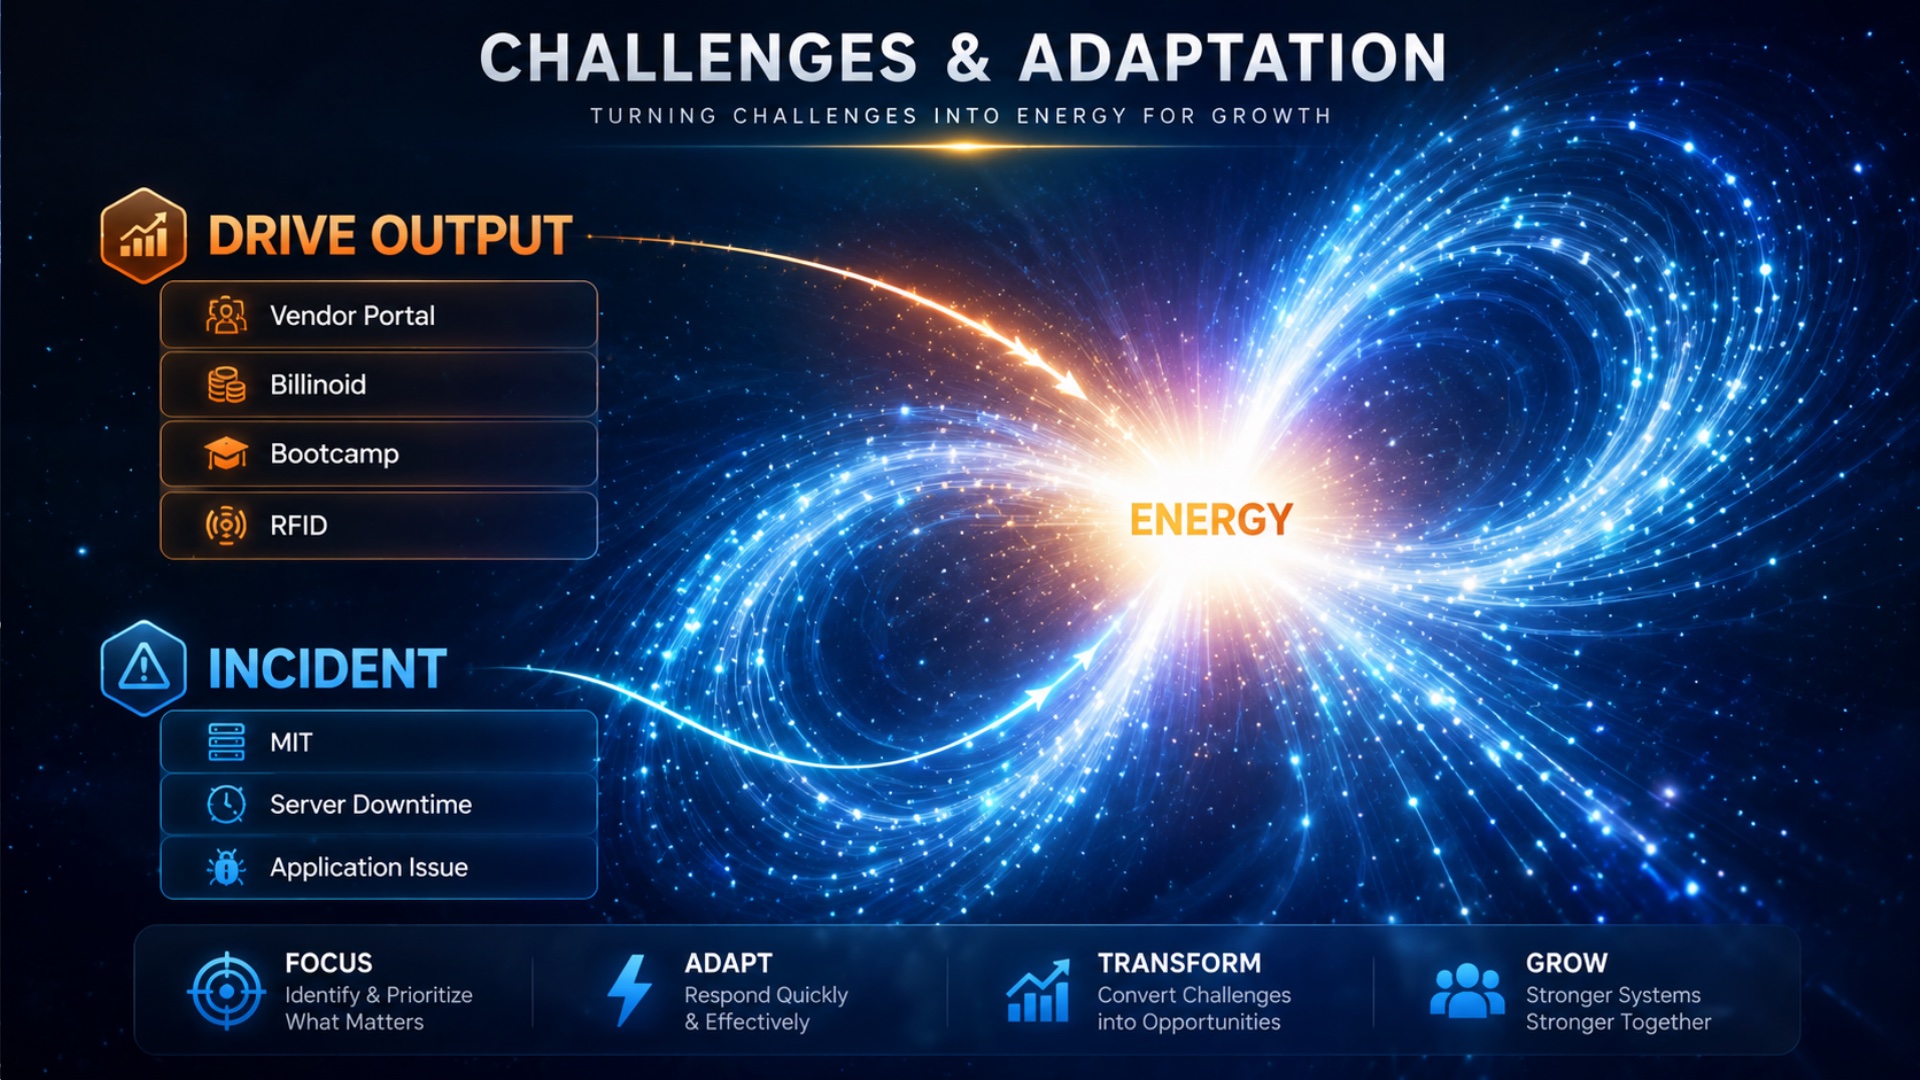 CHALLENGES & ADAPTATION
TURNING CHALLENGES INTO ENERGY FOR GROWTH
DRIVE OUTPUT
Vendor Portal
Billinoid
Bootcamp
RFID
ENERGY
INCIDENT
MIT
Server Downtime
Application Issue
FOCUS
Identify & Prioritize
What Matters
ADAPT
Respond Quickly
& Effectively
TRANSFORM
Convert Challenges
into Opportunities
GROW
Stronger Systems
Stronger Together